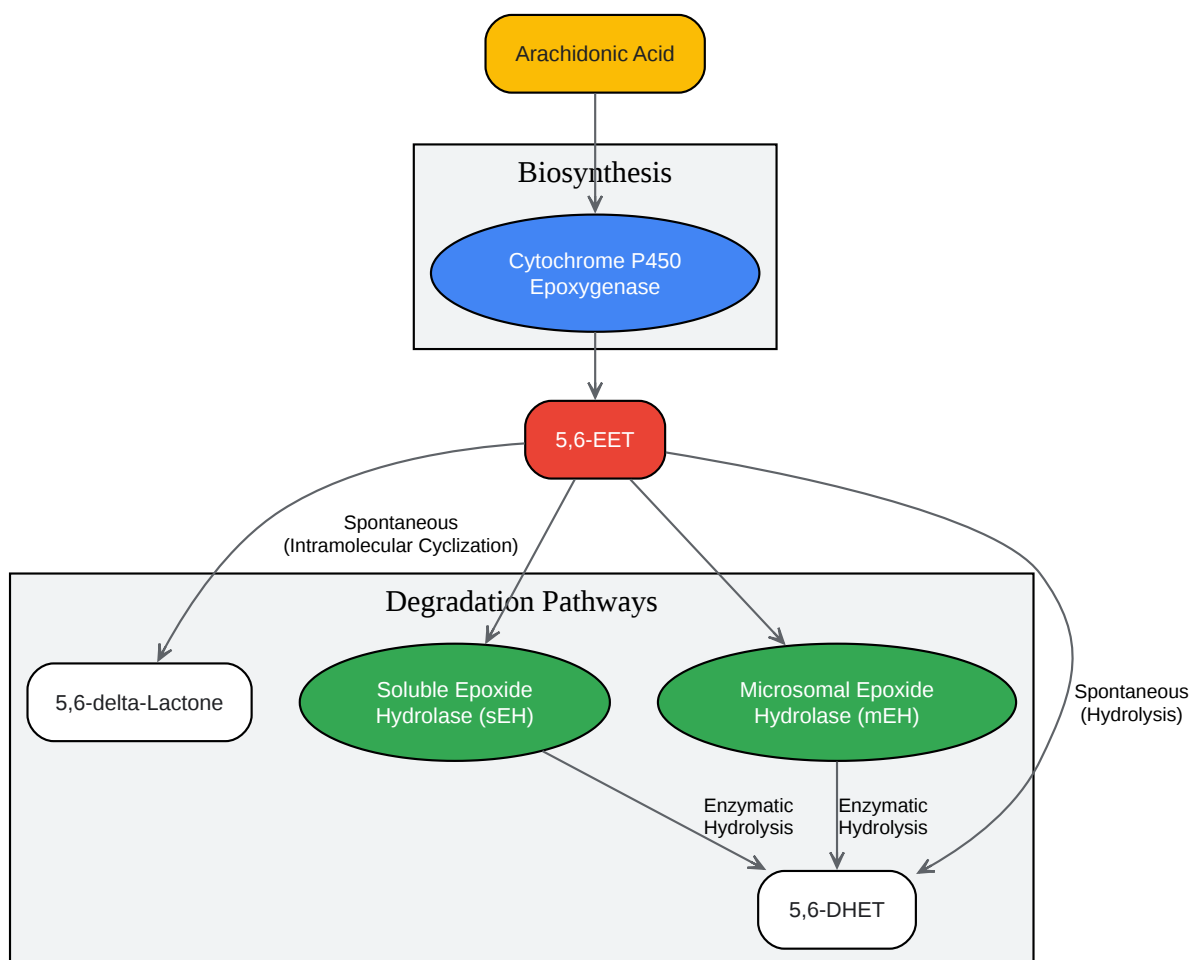 Arachidonic Acid
Biosynthesis
Cytochrome P450
Epoxygenase
5,6-EET
Spontaneous
(Intramolecular Cyclization)
Degradation Pathways
5,6-delta-Lactone
Soluble Epoxide
Hydrolase (sEH)
Microsomal Epoxide
Hydrolase (mEH)
Spontaneous
(Hydrolysis)
Enzymatic
Hydrolysis
Enzymatic
Hydrolysis
5,6-DHET